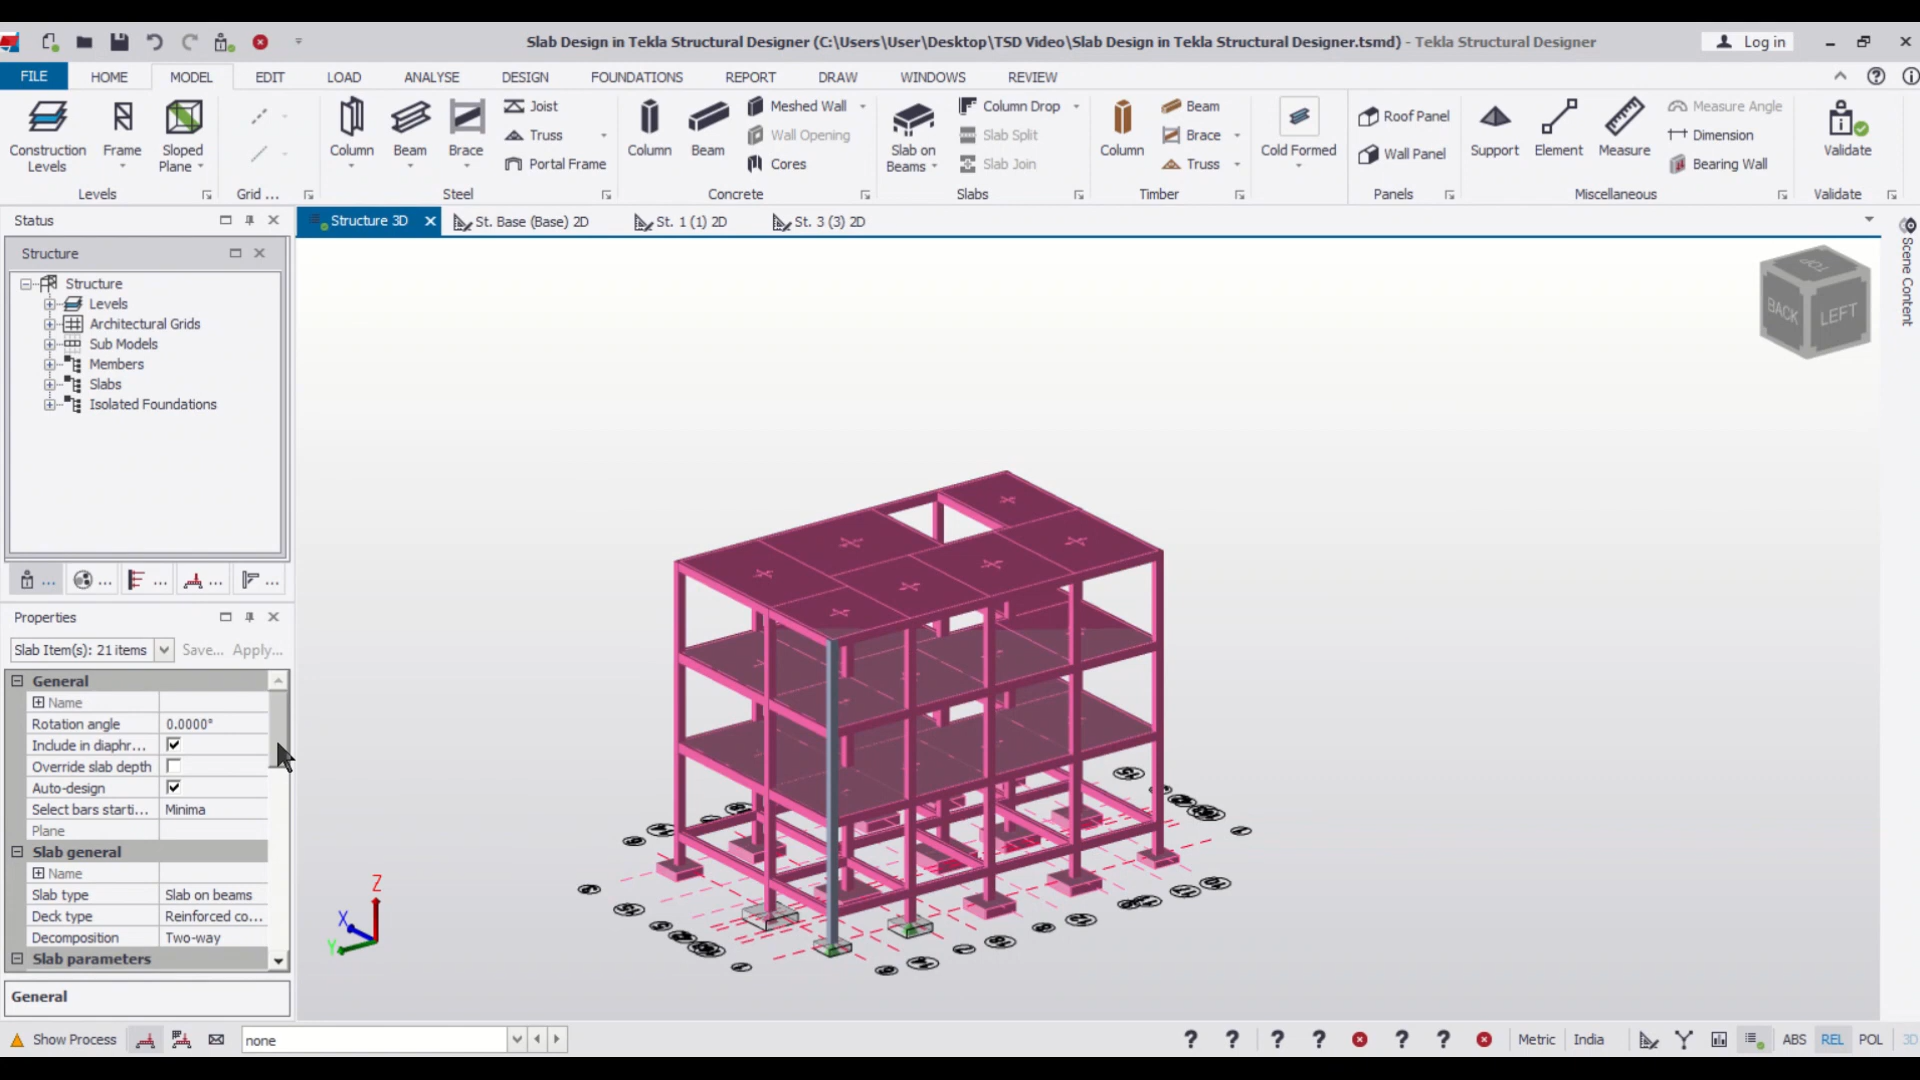 Slab Design in Tekla Structural Designer (C:\Users\User\Desktop\TSD Video\Slab Design in Tekla Structural Designer.tsmd) - Tekla Structural Designer
Log in
FILE HOME MODEL EDIT LOAD ANALYSE DESIGN FOUNDATIONS REPORT DRAW WINDOWS REVIEW
Construction Levels
Frame
Sloped Plane
Column
Beam
Brace
Joist
Truss
Portal Frame
Column
Beam
Meshed Wall
Wall Opening
Cores
Slab on Beams
Column Drop
Slab Split
Slab Join
Column
Beam
Brace
Truss
Cold Formed
Roof Panel
Wall Panel
Support
Element
Measure
Measure Angle
Dimension
Bearing Wall
Validate
Levels Grid ... Steel Concrete Slabs Timber Panels Miscellaneous Validate
Status
Structure 3D St. Base (Base) 2D St. 1 (1) 2D St. 3 (3) 2D
Scene Content
Structure
Structure
Levels
Architectural Grids
Sub Models
Members
Slabs
Isolated Foundations
TOP
BACK LEFT
... ... ... ... ...
Properties
Slab Item(s): 21 items Save... Apply...
General
Name
Rotation angle 0.0000°
Include in diaphr...
Override slab depth
Auto-design
Select bars starti... Minima
Plane
Slab general
Name
Slab type Slab on beams
Deck type Reinforced co...
Decomposition Two-way
Slab parameters
General
Z
X
Y
Show Process none
? ? ? ? ? ? Metric India ABS REL POL 3D